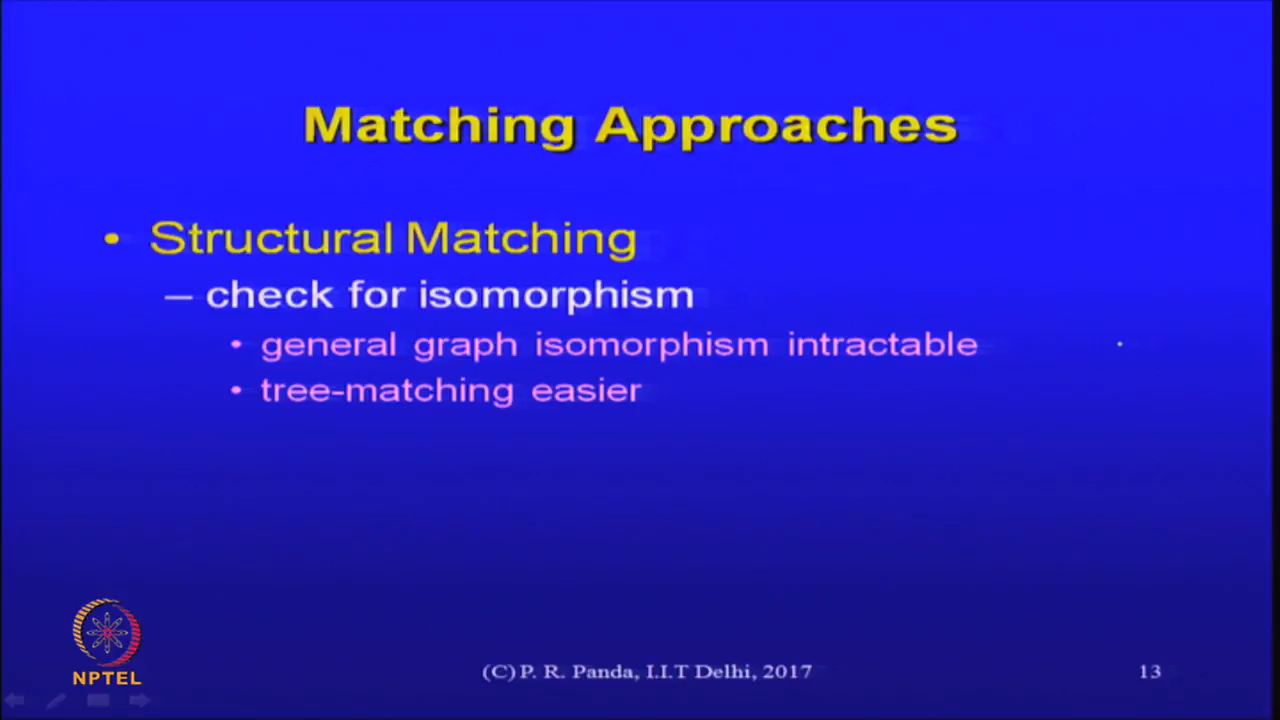 Matching Approaches
• Structural Matching
– check for isomorphism
• general graph isomorphism intractable
• tree-matching easier
NPTEL
(C) P. R. Panda, I.I.T Delhi, 2017
13